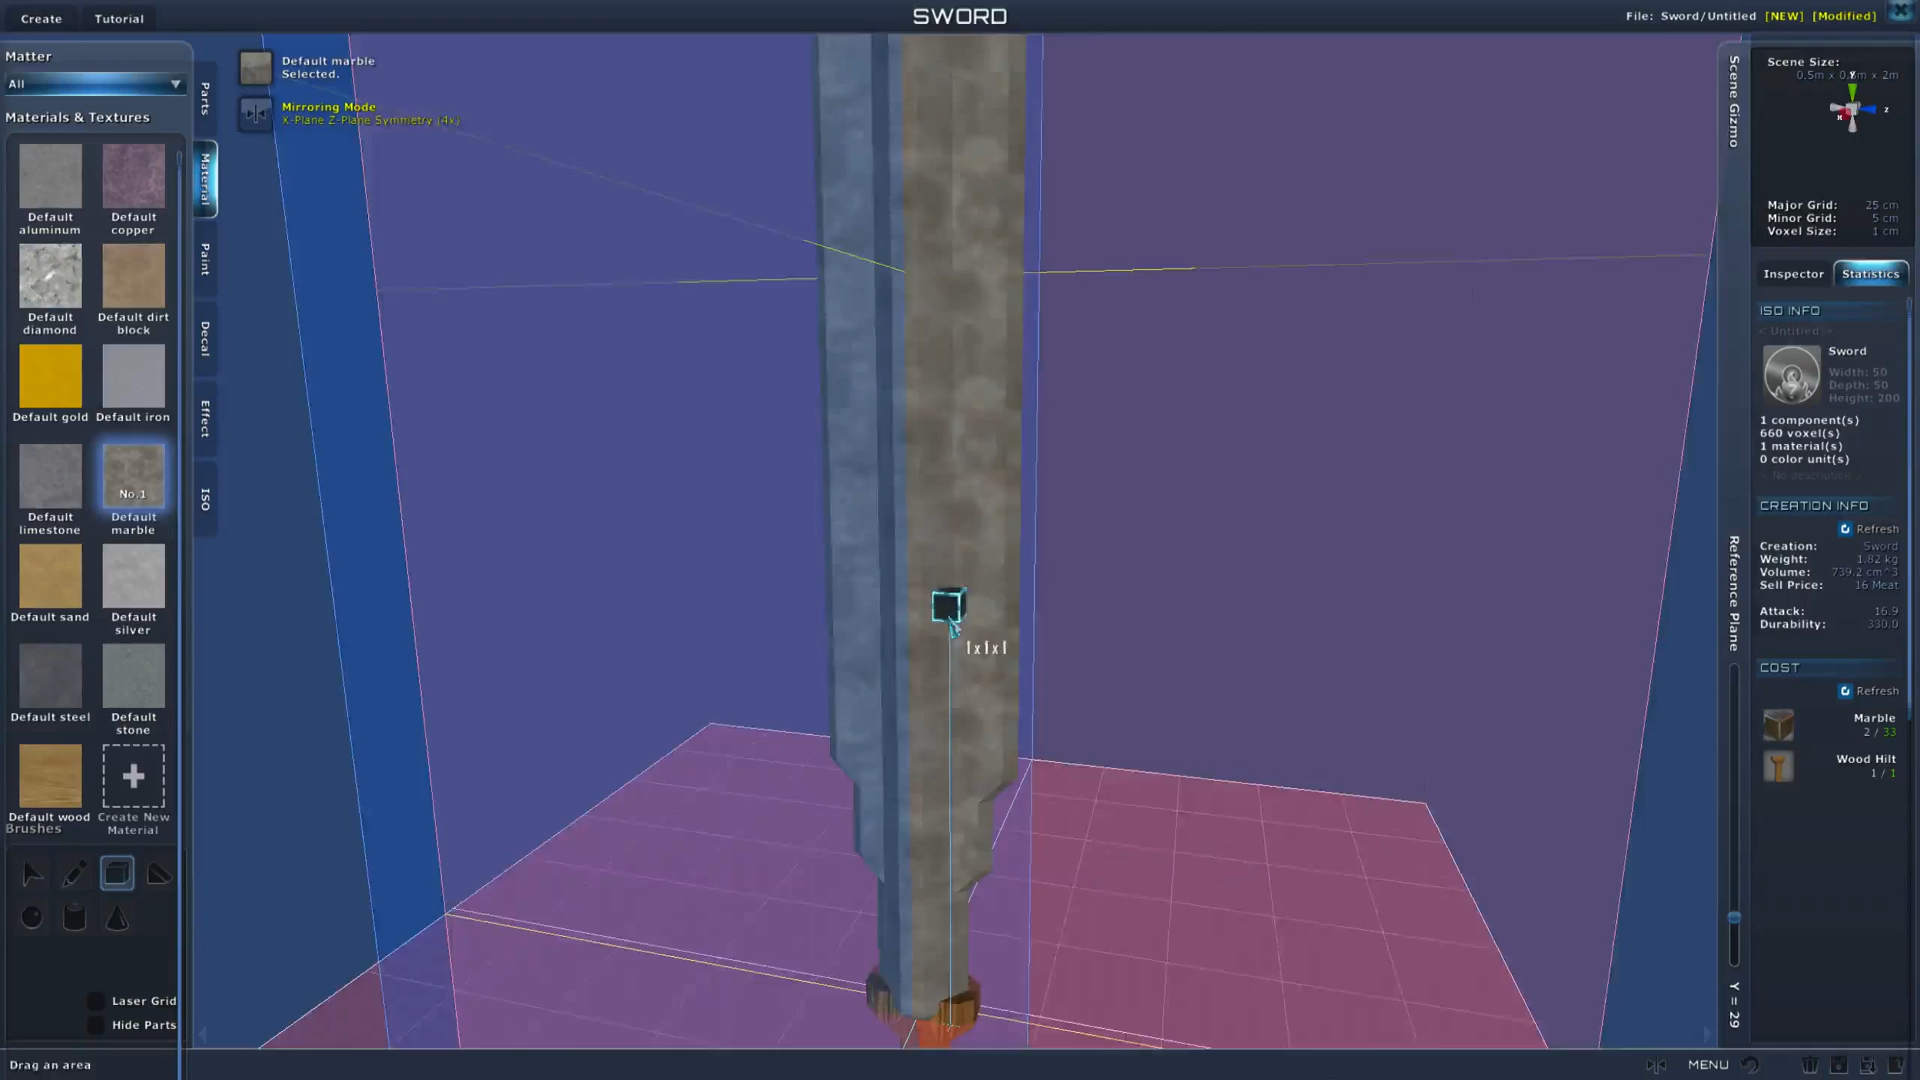 Create
Tutorial
SWORD
File: Sword/Untitled [NEW] [Modified]
Matter
All
Materials & Textures
Default aluminum
Default copper
Default diamond
Default dirt block
Default gold
Default iron
Default limestone
No.1
Default marble
Default sand
Default silver
Default steel
Default stone
Default wood
Create New Material
Brushes
Laser Grid
Hide Parts
Drag an area
Parts
Material
Paint
Decal
Effect
ISO
Default marble
Selected.
Mirroring Mode
X-Plane Z-Plane Symmetry (4x)
1x1x1
Scene Gizmo
Reference Plane
Y = 29
Scene Size:
Y
X
Z
Major Grid: 25 cm
Minor Grid: 5 cm
Voxel Size: 1 cm
Inspector
Statistics
ISO INFO
< Untitled >
Sword
Width: 50
Depth: 50
Height: 200
1 component(s)
660 voxel(s)
1 material(s)
0 color unit(s)
< No description >
CREATION INFO
Refresh
Creation: Sword
Weight: 1.82 kg
Volume: 739.2 cm^3
Sell Price: 16 Meat
Attack: 16.9
Durability: 330.0
COST
Refresh
Marble
2 / 33
Wood Hilt
1 / 1
MENU